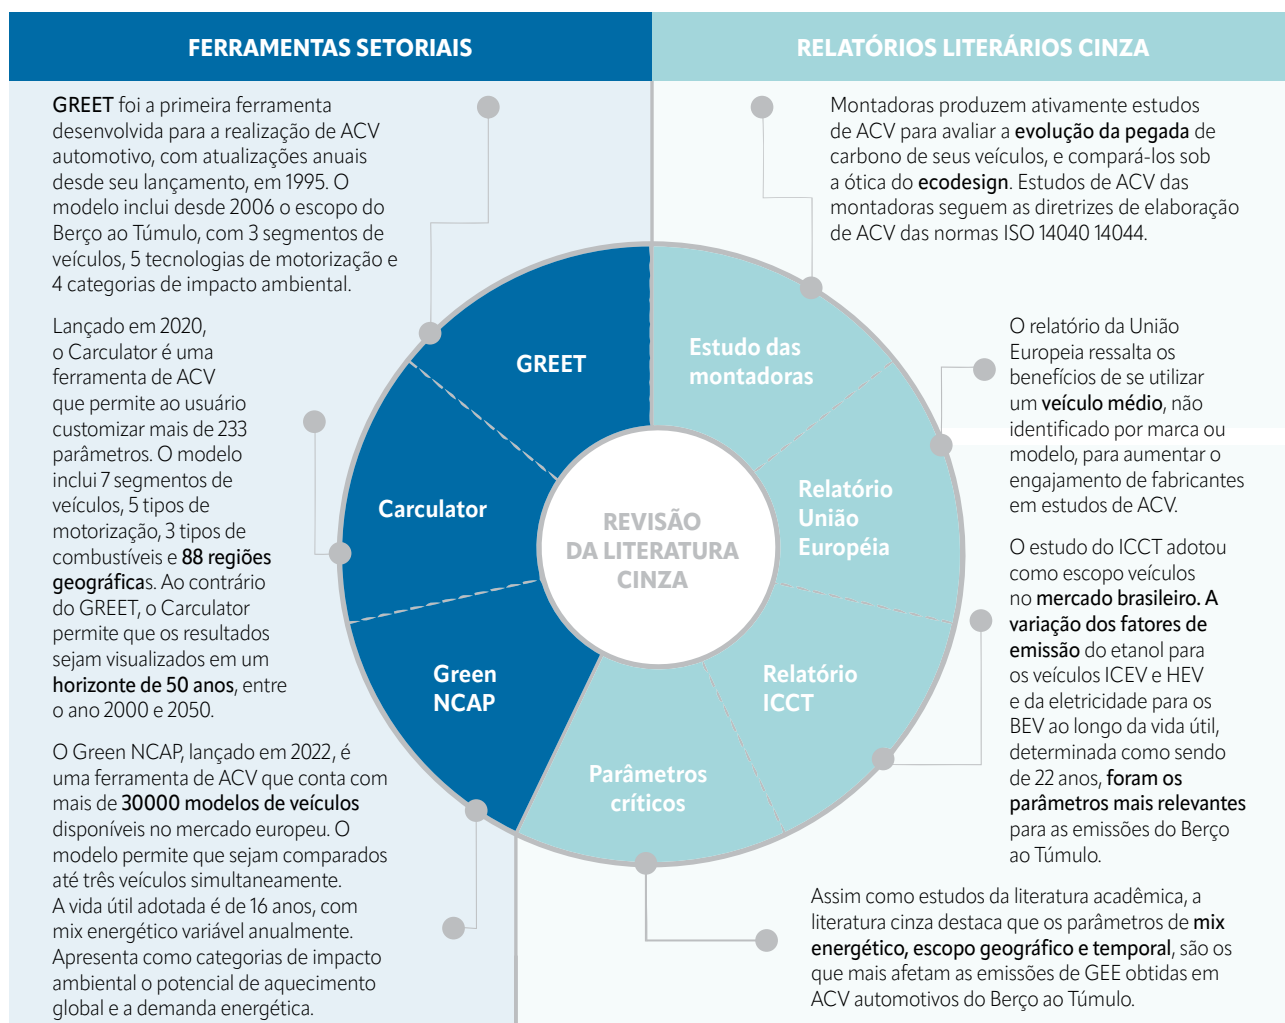 FERRAMENTAS SETORIAIS
RELATÓRIOS LITERÁRIOS CINZA
GREET foi a primeira ferramenta
desenvolvida para a realização de ACV
automotivo, com atualizações anuais
desde seu lançamento, em 1995. O
modelo inclui desde 2006 o escopo do
Berço ao Túmulo, com 3 segmentos de
veículos, 5 tecnologias de motorização e
4 categorias de impacto ambiental.
Lançado em 2020,
o Carculator é uma
ferramenta de ACV
que permite ao usuário
customizar mais de 233
parâmetros. O modelo
inclui 7 segmentos de
veículos, 5 tipos de
motorização, 3 tipos de
combustíveis e 88 regiões
geográficas. Ao contrário
do GREET, o Carculator
permite que os resultados
sejam visualizados em um
horizonte de 50 anos, entre
o ano 2000 e 2050.
O Green NCAP, lançado em 2022, é
uma ferramenta de ACV que conta com
mais de 30000 modelos de veículos
disponíveis no mercado europeu. O
modelo permite que sejam comparados
até três veículos simultaneamente.
A vida útil adotada é de 16 anos, com
mix energético variável anualmente.
Apresenta como categorias de impacto
ambiental o potencial de aquecimento
global e a demanda energética.
GREET
Carculator
Green
NCAP
REVISÃO
DA LITERATURA
CINZA
Estudo das
montadoras
Relatório
União
Européia
Relatório
ICCT
Parâmetros
críticos
Montadoras produzem ativamente estudos
de ACV para avaliar a evolução da pegada de
carbono de seus veículos, e compará-los sob
a ótica do ecodesign. Estudos de ACV das
montadoras seguem as diretrizes de elaboração
de ACV das normas ISO 14040 14044.
O relatório da União
Europeia ressalta os
benefícios de se utilizar
um veículo médio, não
identificado por marca ou
modelo, para aumentar o
engajamento de fabricantes
em estudos de ACV.
O estudo do ICCT adotou
como escopo veículos
no mercado brasileiro. A
variação dos fatores de
emissão do etanol para
os veículos ICEV e HEV
e da eletricidade para os
BEV ao longo da vida útil,
determinada como sendo
de 22 anos, foram os
parâmetros mais relevantes
para as emissões do Berço
ao Túmulo.
Assim como estudos da literatura acadêmica, a
literatura cinza destaca que os parâmetros de mix
energético, escopo geográfico e temporal, são os
que mais afetam as emissões de GEE obtidas em
ACV automotivos do Berço ao Túmulo.